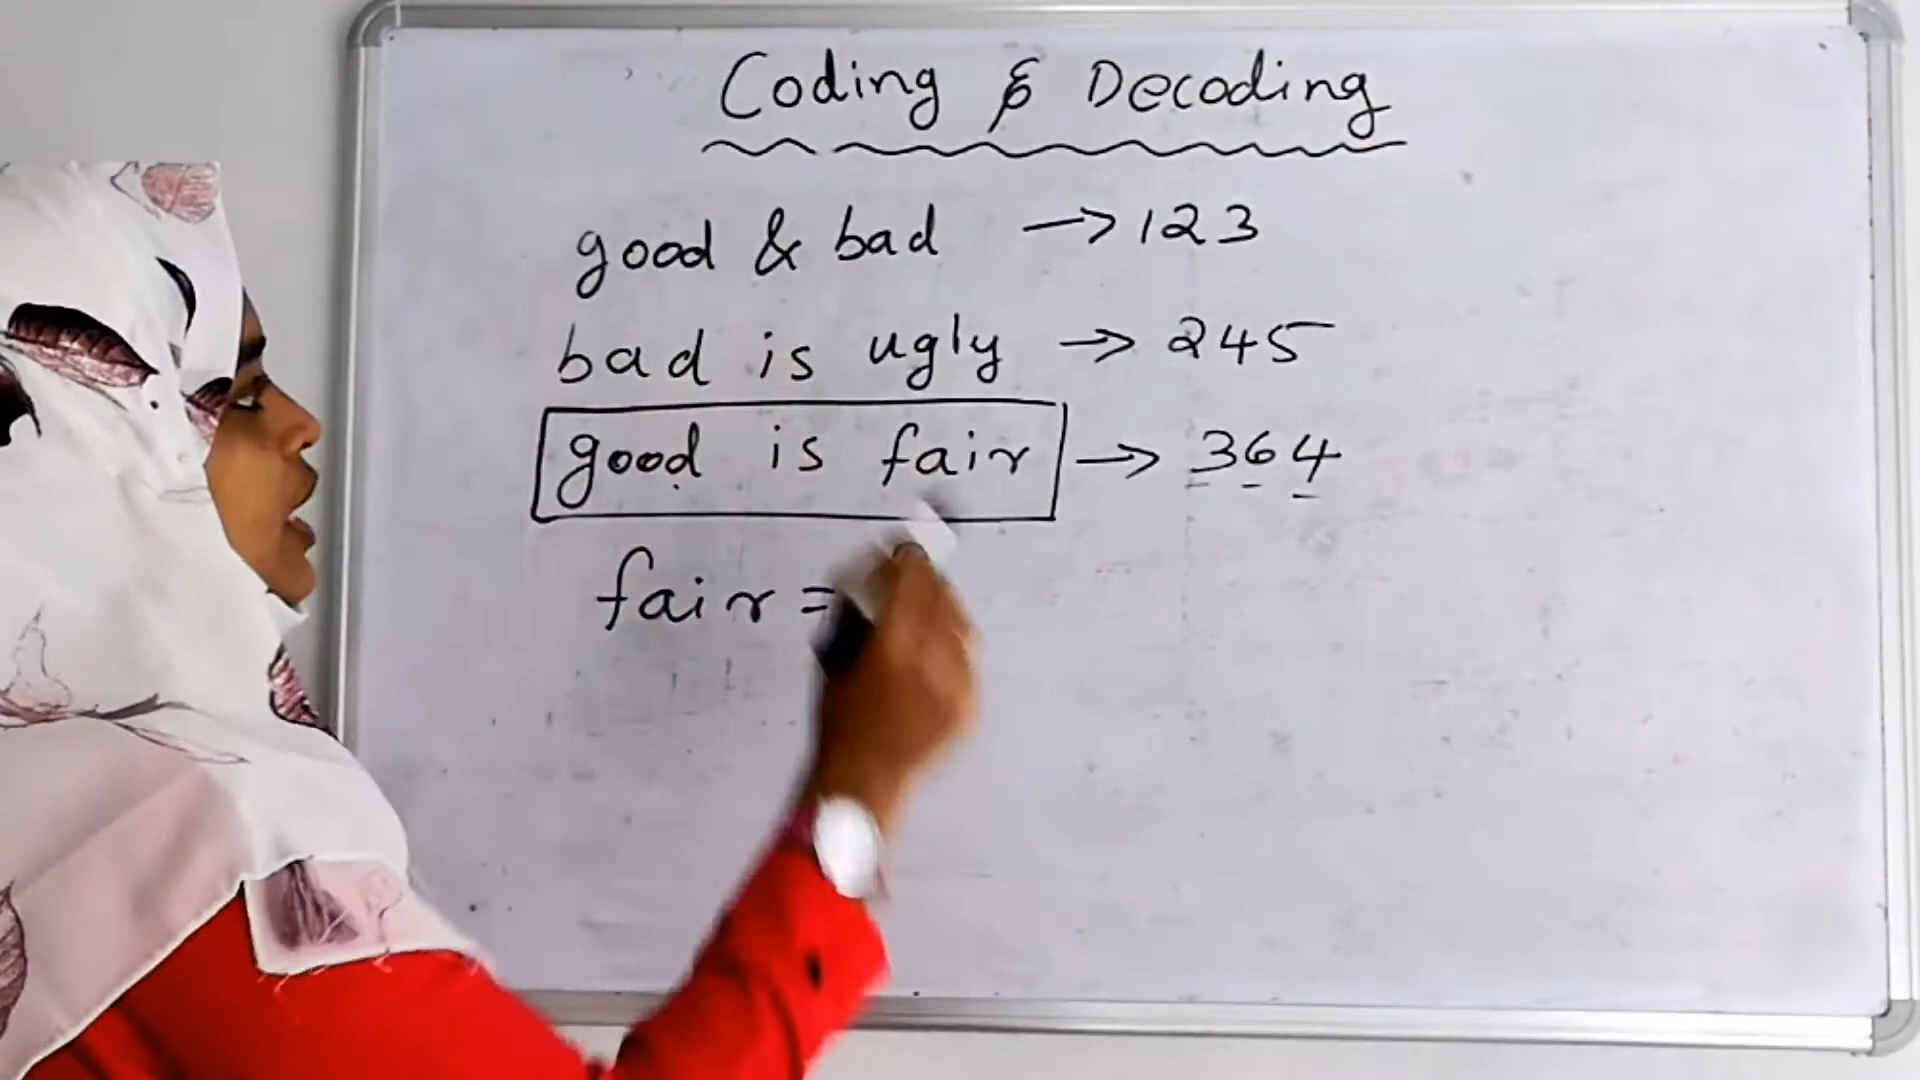 Coding & Decoding
good & bad → 123
bad is ugly → 245
good is fair → 364
fair =